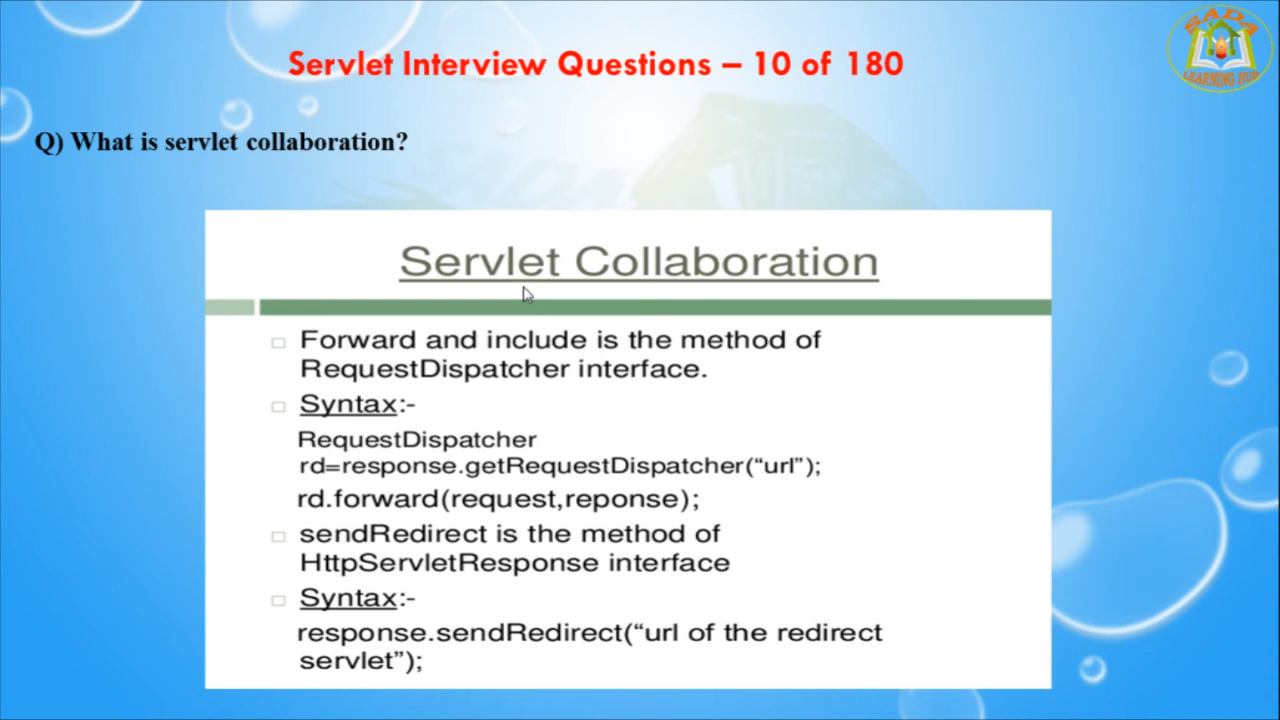 Servlet Interview Questions – 10 of 180
SADA
LEARNING HUB
Q) What is servlet collaboration?
Servlet Collaboration
Forward and include is the method of
RequestDispatcher interface.
Syntax:-
RequestDispatcher
rd=response.getRequestDispatcher(“url”);
rd.forward(request,reponse);
sendRedirect is the method of
HttpServletResponse interface
Syntax:-
response.sendRedirect(“url of the redirect
servlet”);